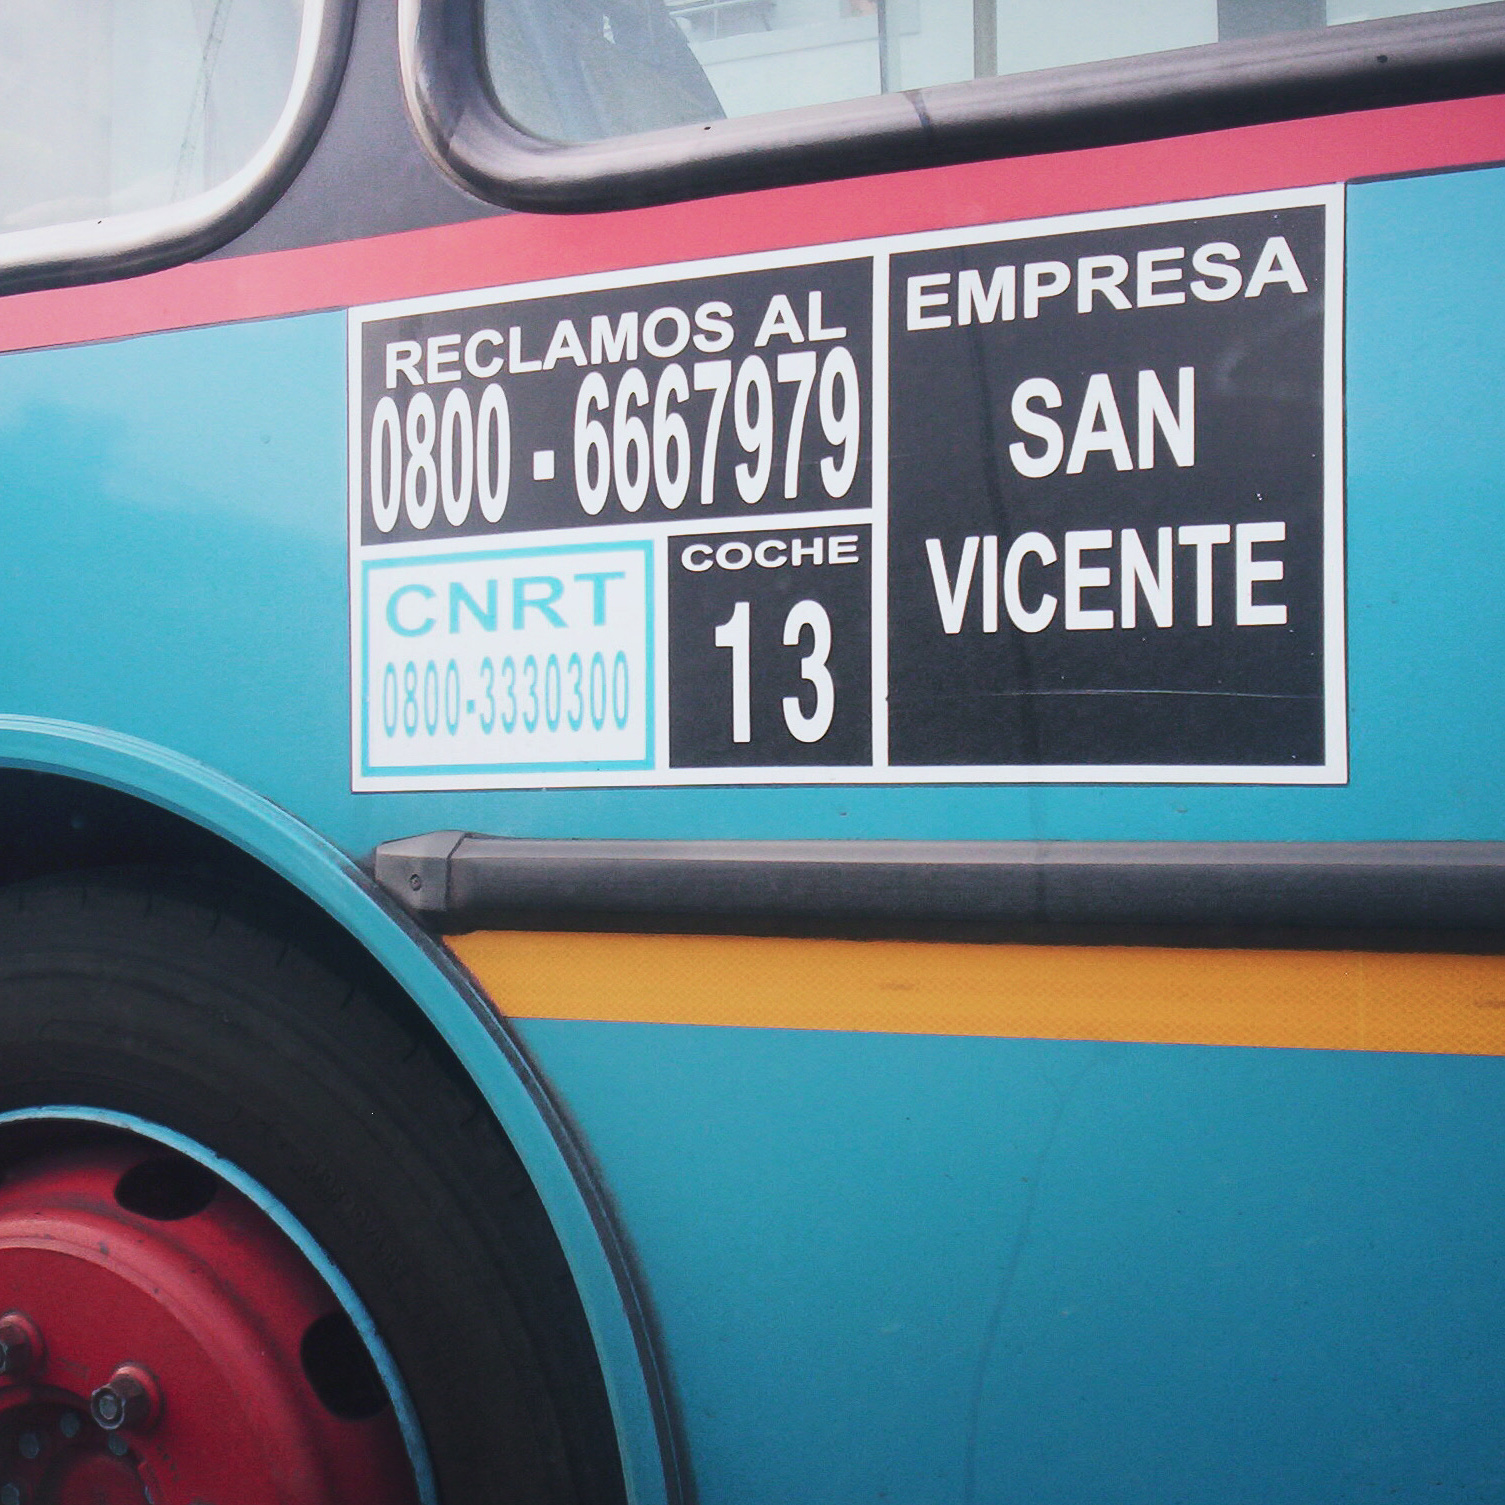 RECLAMOS AL
0800 - 6667979
CNRT
0800-3330300
COCHE
13
EMPRESA
SAN
VICENTE